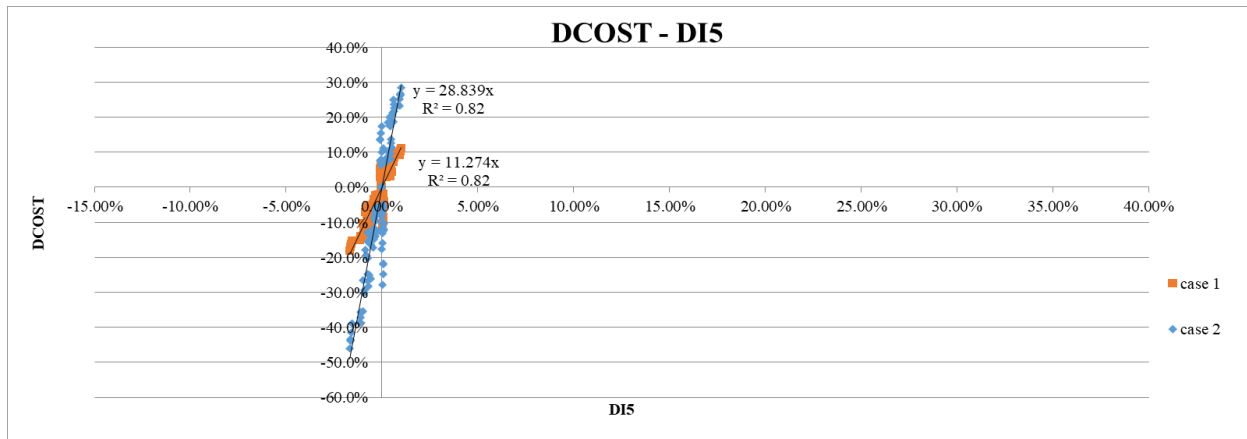 DCOST - DI5
40.0%
30.0%
y = 28.839x
R² = 0.82
20.0%
10.0%
y = 11.274x
R² = 0.82
0.0%
-15.00%
-10.00%
-5.00%
0.00%
5.00%
10.00%
15.00%
20.00%
25.00%
30.00%
35.00%
40.00%
-10.0%
-20.0%
-30.0%
-40.0%
-50.0%
-60.0%
DCOST
DI5
case 1
case 2